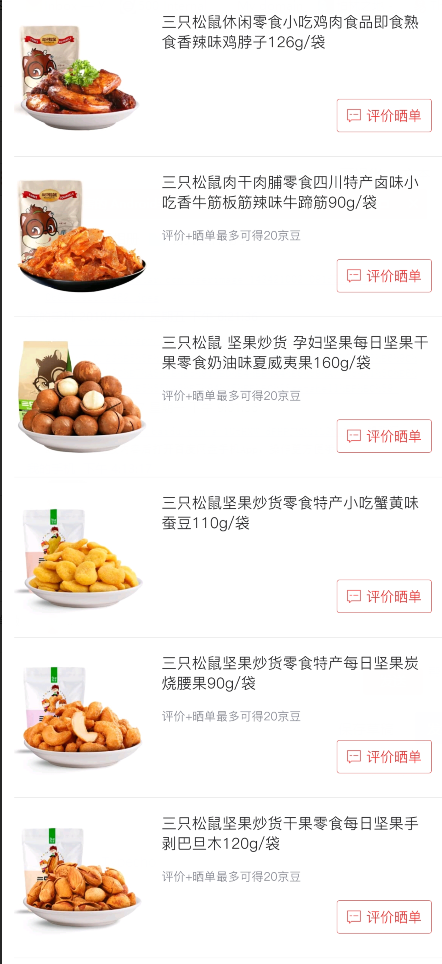 三只松鼠休闲零食小吃鸡肉食品即食熟
食香辣味鸡脖子126g/袋
评价晒单
三只松鼠肉干肉脯零食四川特产卤味小
吃香牛筋板筋辣味牛蹄筋90g/袋
评价+晒单最多可得20京豆
评价晒单
三只松鼠 坚果炒货 孕妇坚果每日坚果干
果零食奶油味夏威夷果160g/袋
评价+晒单最多可得20京豆
评价晒单
三只松鼠坚果炒货零食特产小吃蟹黄味
蚕豆110g/袋
评价晒单
三只松鼠坚果炒货零食特产每日坚果炭
烧腰果90g/袋
评价+晒单最多可得20京豆
评价晒单
三只松鼠坚果炒货干果零食每日坚果手
剥巴旦木120g/袋
评价+晒单最多可得20京豆
评价晒单